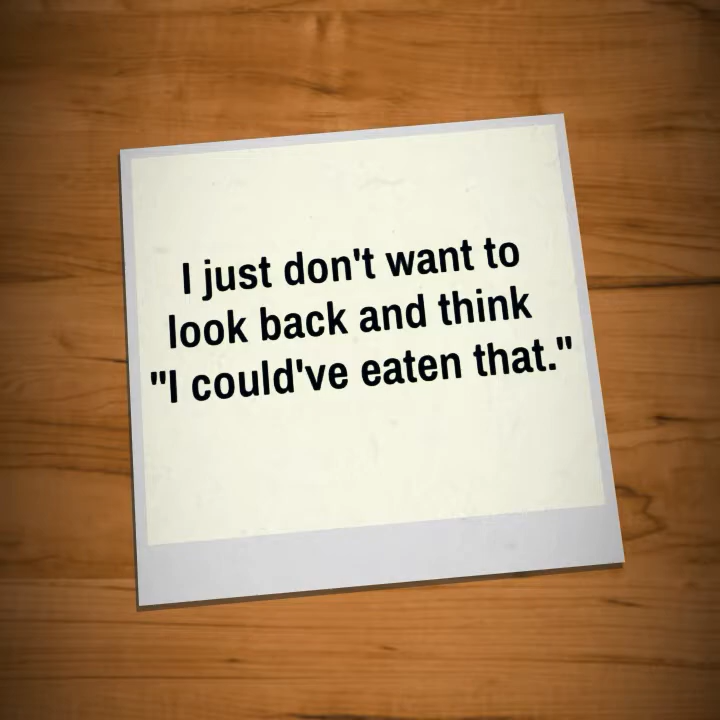 I just don't want to
look back and think
"I could've eaten that."